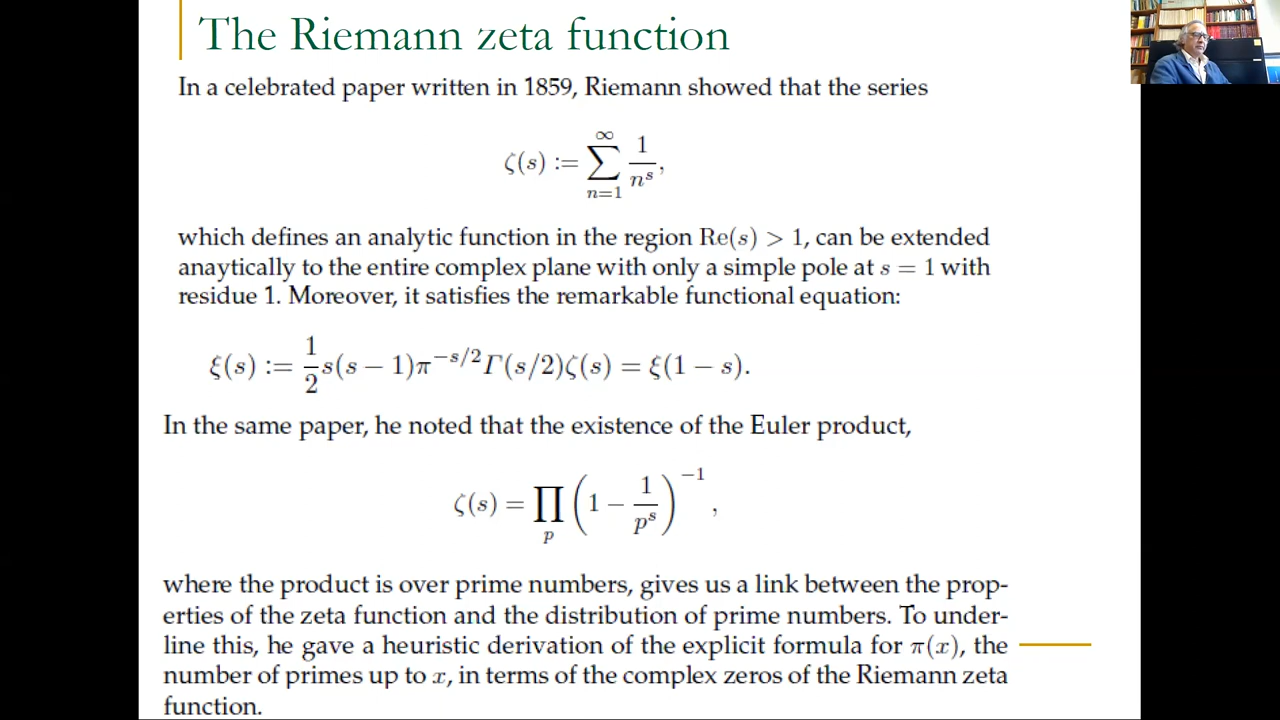 The Riemann zeta function
In a celebrated paper written in 1859, Riemann showed that the series
ζ(s) := ∑_{n=1}^{∞} 1/n^s,
which defines an analytic function in the region Re(s) > 1, can be extended
anaytically to the entire complex plane with only a simple pole at s = 1 with
residue 1. Moreover, it satisfies the remarkable functional equation:
ξ(s) := 1/2 s(s − 1)π^{−s/2}Γ(s/2)ζ(s) = ξ(1 − s).
In the same paper, he noted that the existence of the Euler product,
ζ(s) = ∏_p (1 − 1/p^s)^{−1},
where the product is over prime numbers, gives us a link between the prop-
erties of the zeta function and the distribution of prime numbers. To under-
line this, he gave a heuristic derivation of the explicit formula for π(x), the
number of primes up to x, in terms of the complex zeros of the Riemann zeta
function.